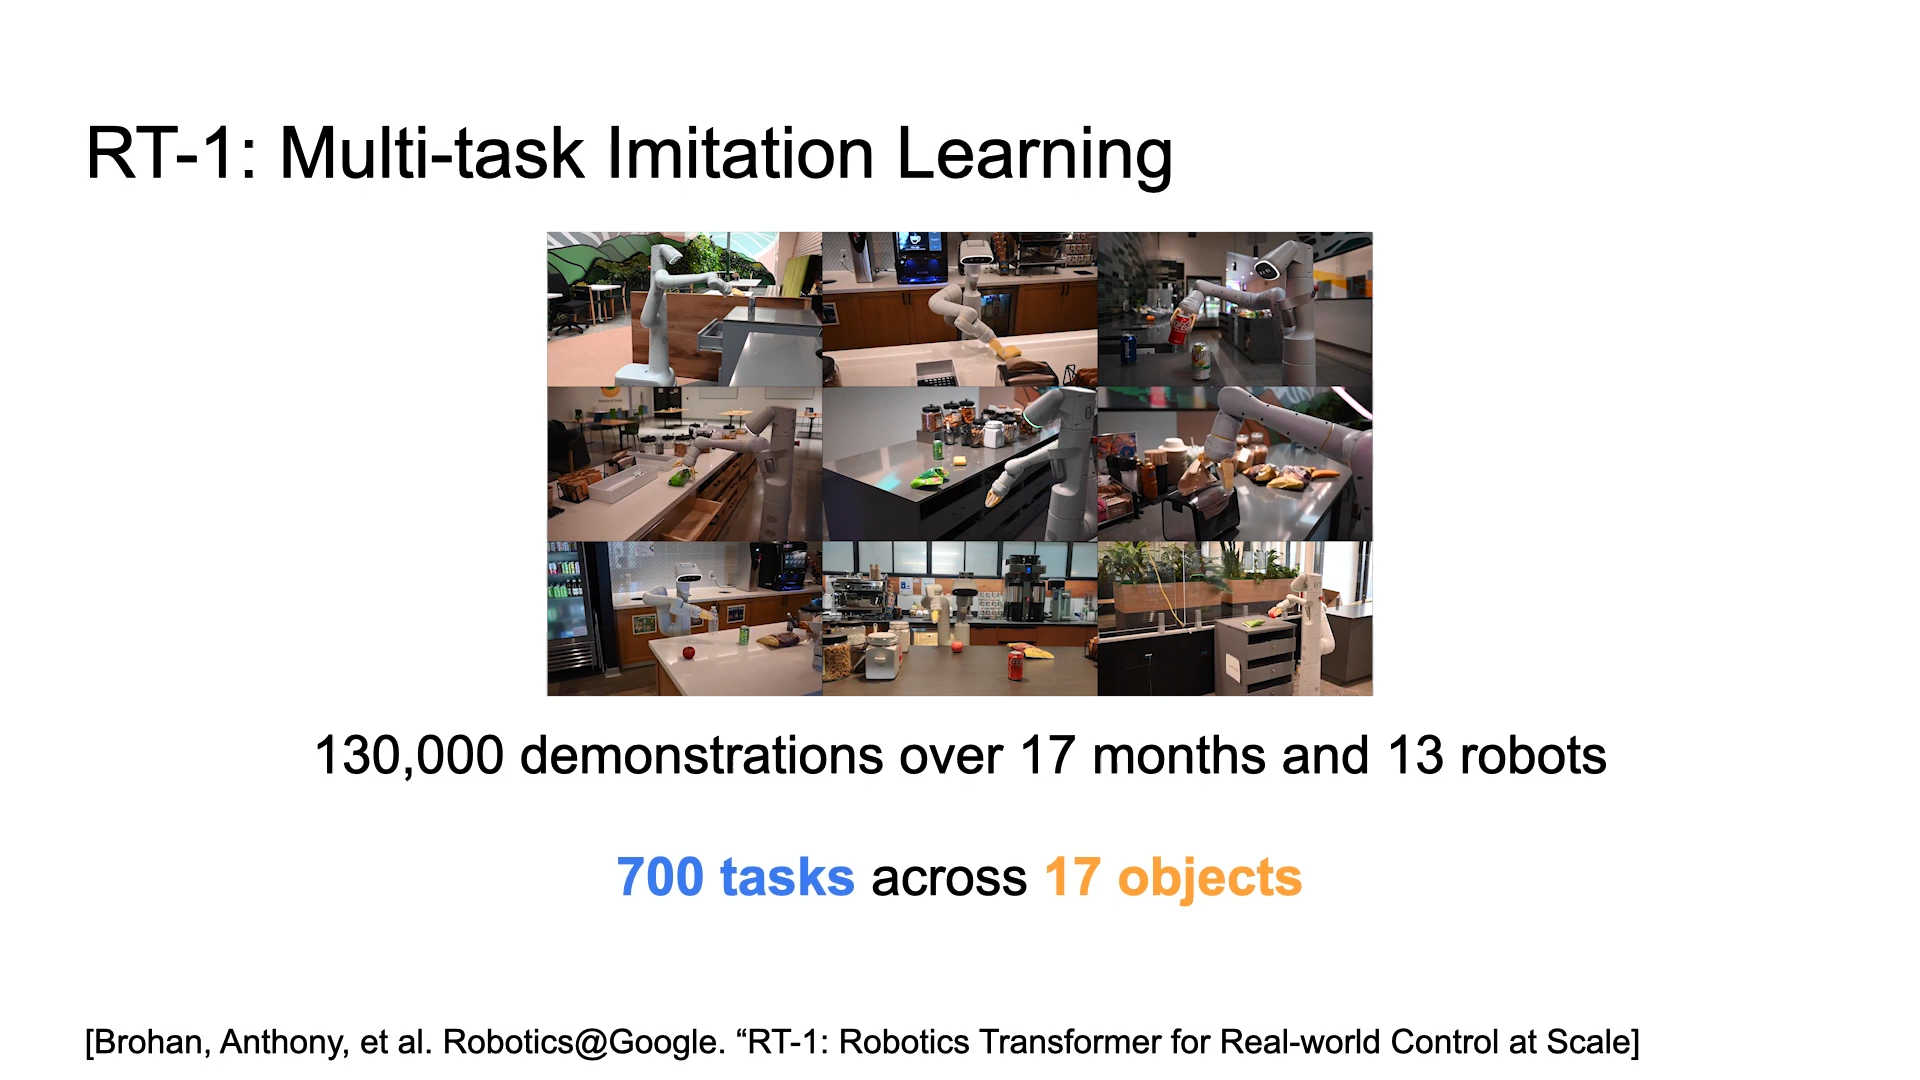 RT-1: Multi-task Imitation Learning
130,000 demonstrations over 17 months and 13 robots
700 tasks across 17 objects
[Brohan, Anthony, et al. Robotics@Google. “RT-1: Robotics Transformer for Real-world Control at Scale]